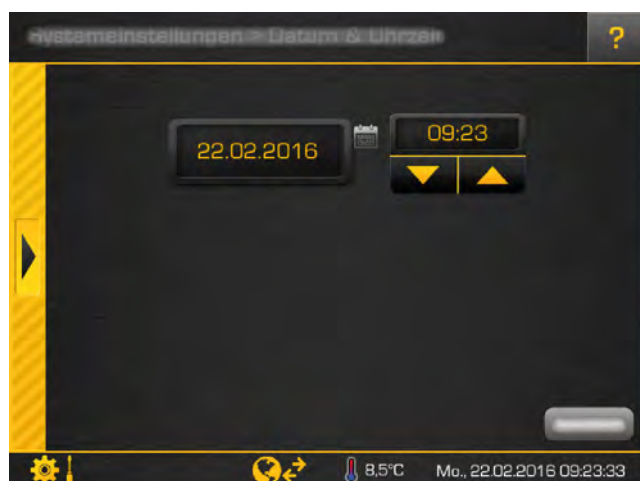 Systemeinstellungen > Datum & Uhrzeit
?
22.02.2016
09:23
8,5°C
Mo., 22.02.2016 09:23:33